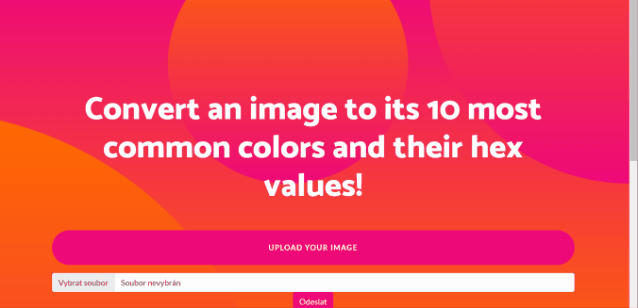 Convert an image to its 10 most
common colors and their hex
values!
UPLOAD YOUR IMAGE
Vybrat soubor Soubor nevybrán
Odeslat